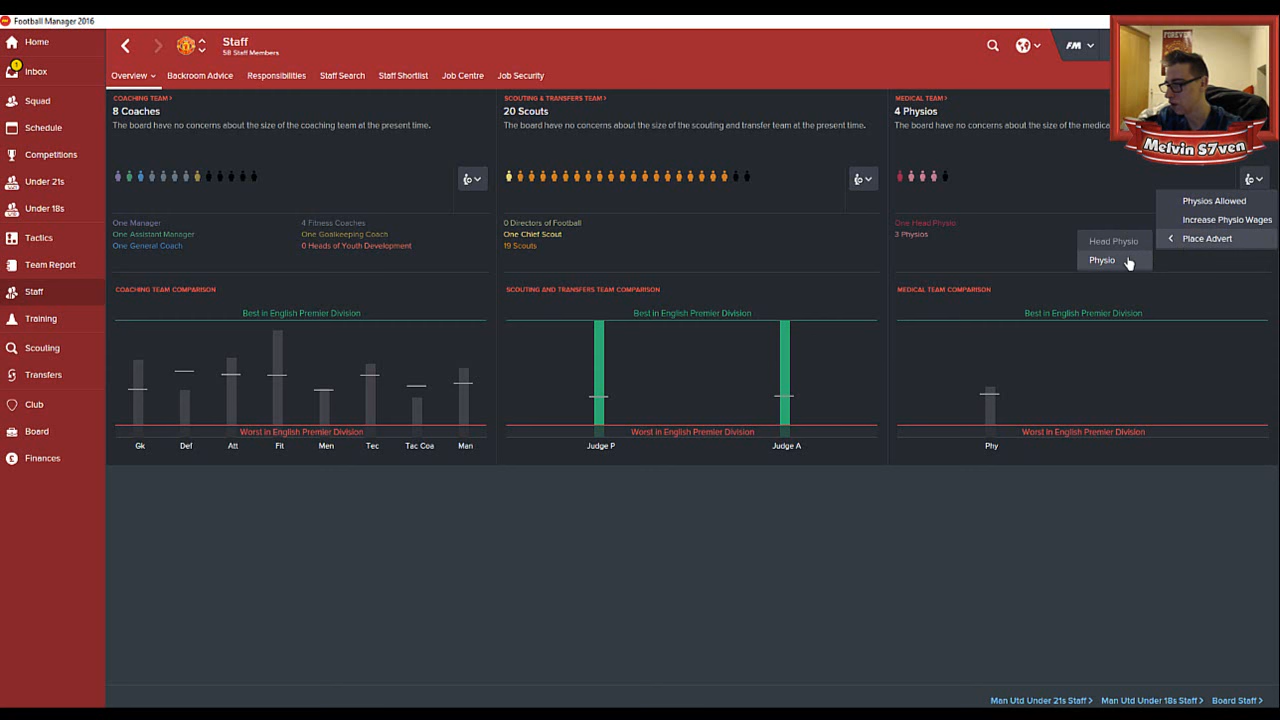 Football Manager 2016
Home
1
Inbox
Squad
Schedule
Competitions
Under 21s
Under 18s
Tactics
Team Report
Staff
Training
Scouting
Transfers
Club
Board
Finances
Staff
58 Staff Members
FM
Overview
Backroom Advice
Responsibilities
Staff Search
Staff Shortlist
Job Centre
Job Security
COACHING TEAM >
8 Coaches
The board have no concerns about the size of the coaching team at the present time.
One Manager
One Assistant Manager
One General Coach
4 Fitness Coaches
One Goalkeeping Coach
0 Heads of Youth Development
COACHING TEAM COMPARISON
Best in English Premier Division
Worst in English Premier Division
Gk Def Att Fit Men Tec Tac Coa Man
SCOUTING & TRANSFERS TEAM >
20 Scouts
The board have no concerns about the size of the scouting and transfer team at the present time.
0 Directors of Football
One Chief Scout
19 Scouts
SCOUTING AND TRANSFERS TEAM COMPARISON
Best in English Premier Division
Worst in English Premier Division
Judge P Judge A
MEDICAL TEAM >
4 Physios
The board have no concerns about the size of the medica
One Head Physio
3 Physios
Physios Allowed
Increase Physio Wages
Place Advert
Head Physio
Physio
MEDICAL TEAM COMPARISON
Best in English Premier Division
Worst in English Premier Division
Phy
FOREVER
Melvin S7ven
Man Utd Under 21s Staff >
Man Utd Under 18s Staff >
Board Staff >